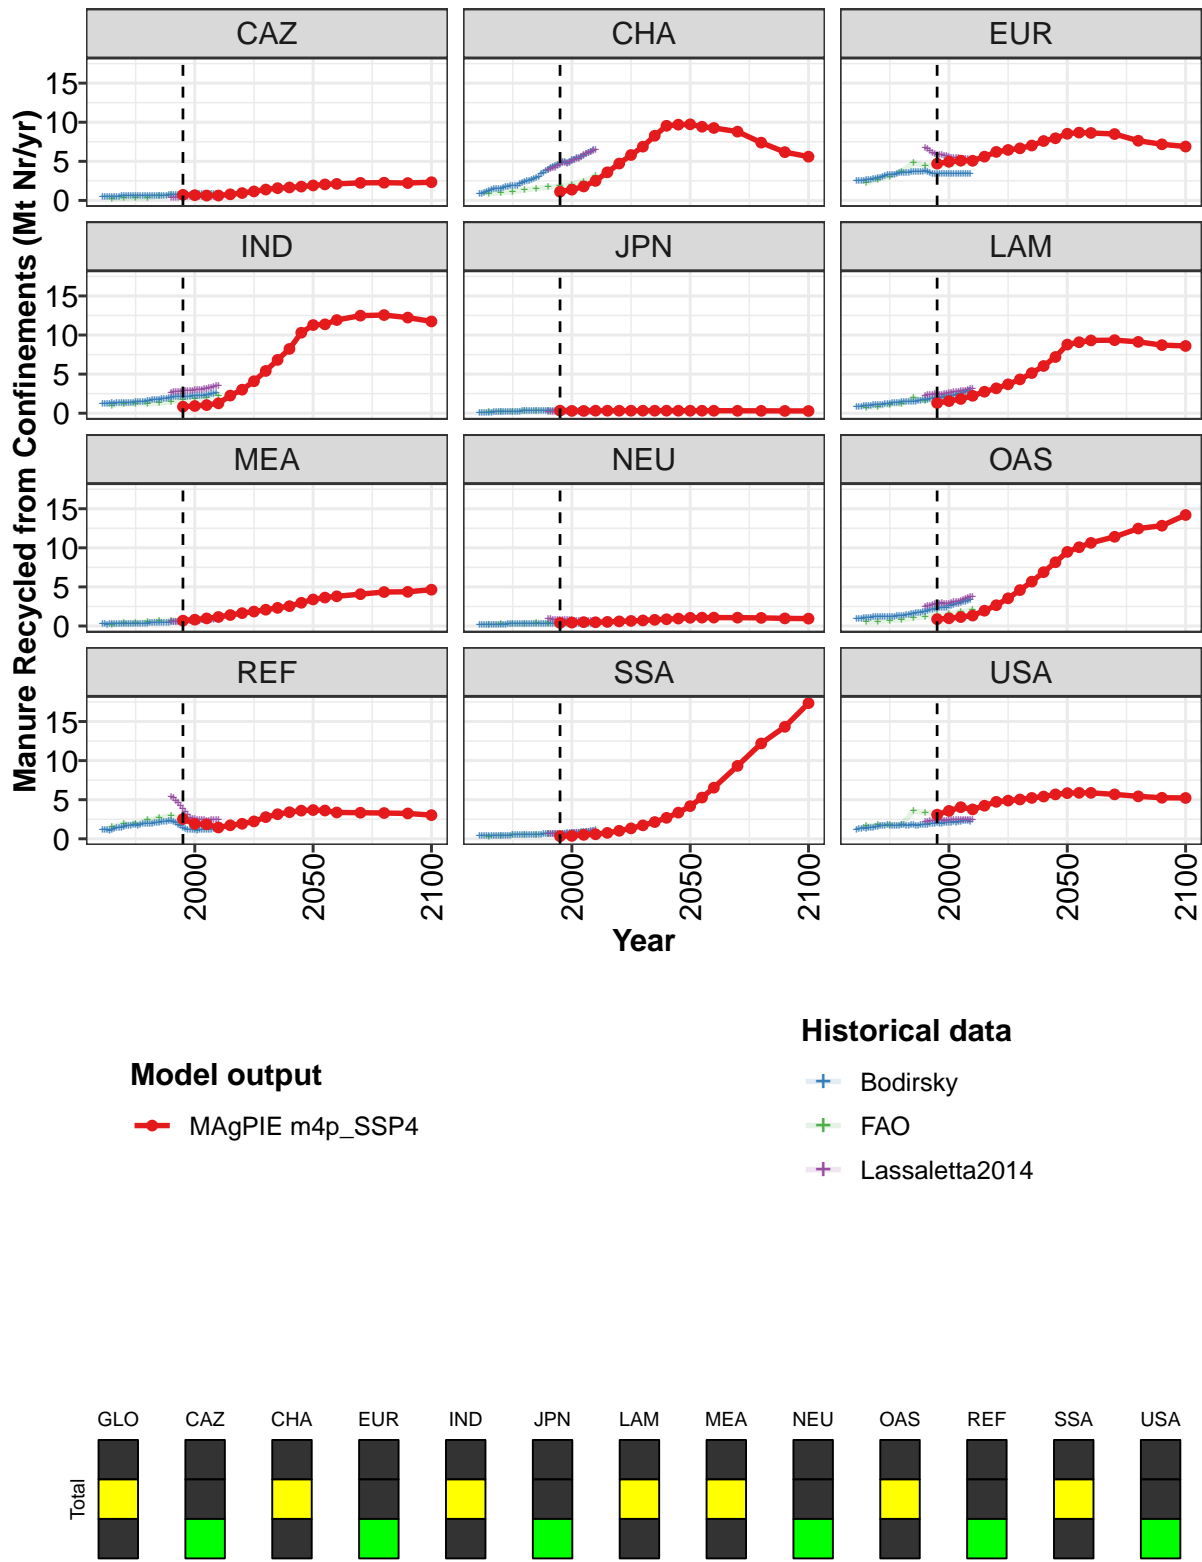 CAZ CHA EUR
15
10
5
0
IND JPN LAM
15
10
5
0
MEA NEU OAS
15
10
5
0
REF SSA USA
15
10
5
0
Manure Recycled from Confinements (Mt Nr/yr)
2000 2050 2100 2000 2050 2100 2000 2050 2100
Year
Model output
MAgPIE m4p_SSP4
Historical data
Bodirsky
FAO
Lassaletta2014
GLO CAZ CHA EUR IND JPN LAM MEA NEU OAS REF SSA USA
Total